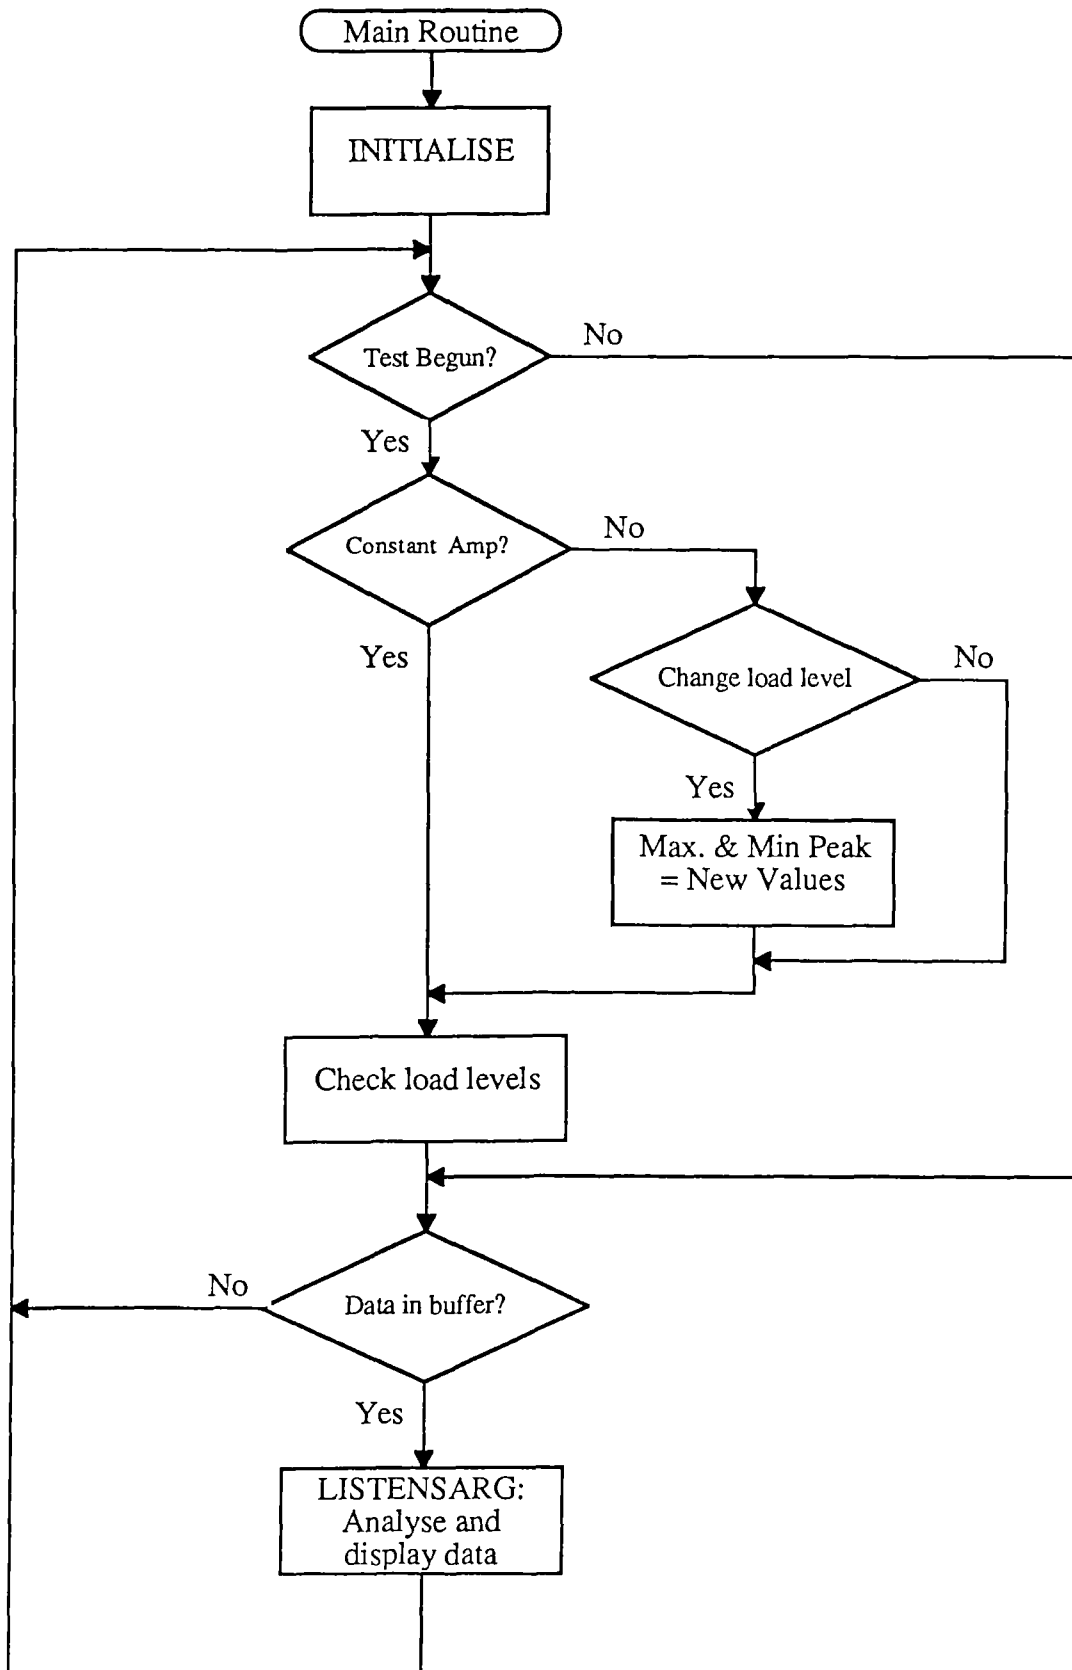 Main Routine
INITIALISE
No
Test Begun?
Yes
No
Constant Amp?
Yes
No
Change load level
Yes
Max. & Min Peak
= New Values
Check load levels
No
Data in buffer?
Yes
LISTENSARG:
Analyse and
display data